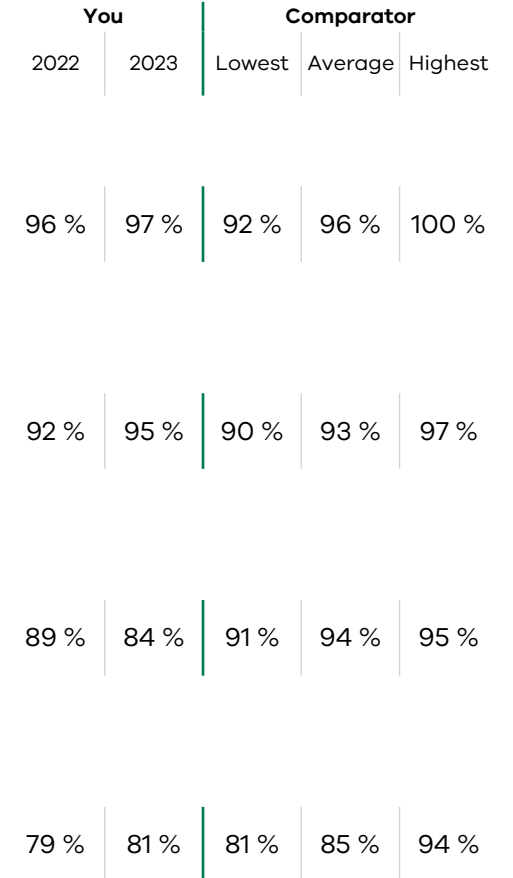 You Comparator
2022 2023 Lowest Average Highest
96 % 97 % 92 % 96 % 100 %
92 % 95 % 90 % 93 % 97 %
89 % 84 % 91 % 94 % 95 %
79 % 81 % 81 % 85 % 94 %